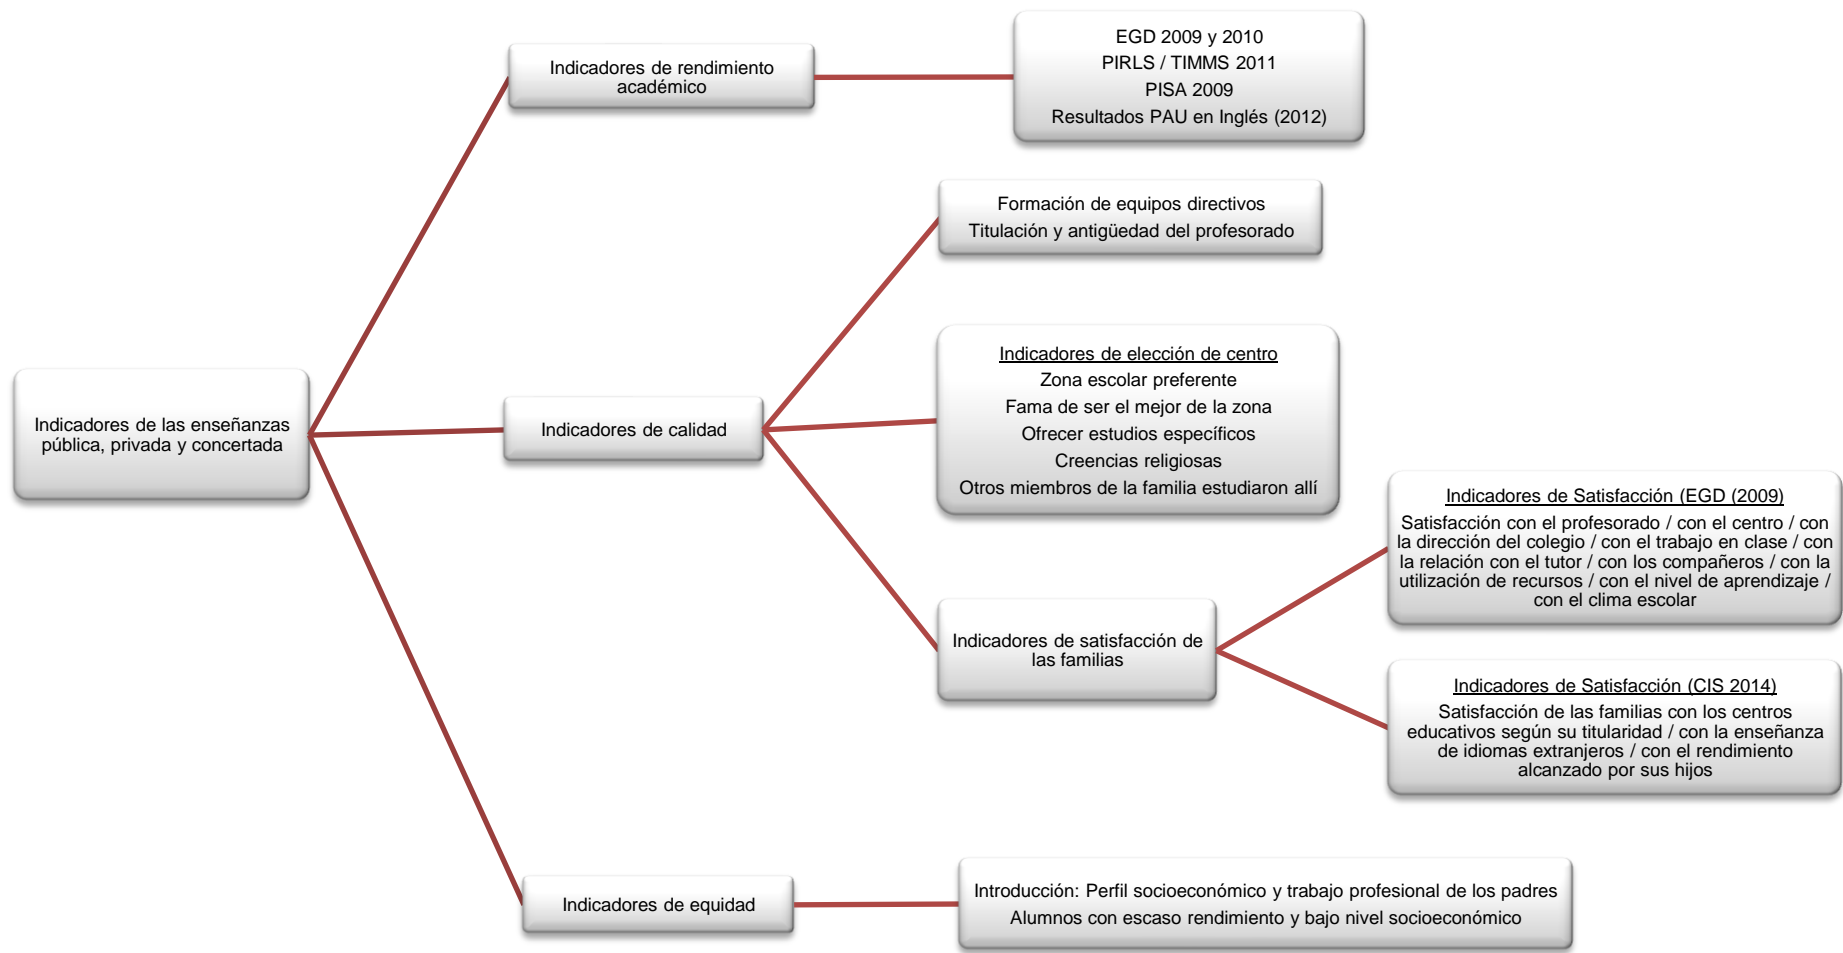 Indicadores de las enseñanzas
pública, privada y concertada
Indicadores de rendimiento
académico
EGD 2009 y 2010
PIRLS / TIMMS 2011
PISA 2009
Resultados PAU en Inglés (2012)
Indicadores de calidad
Formación de equipos directivos
Titulación y antigüedad del profesorado
Indicadores de elección de centro
Zona escolar preferente
Fama de ser el mejor de la zona
Ofrecer estudios específicos
Creencias religiosas
Otros miembros de la familia estudiaron allí
Indicadores de satisfacción de
las familias
Indicadores de Satisfacción (EGD (2009)
Satisfacción con el profesorado / con el centro / con
la dirección del colegio / con el trabajo en clase / con
la relación con el tutor / con los compañeros / con la
utilización de recursos / con el nivel de aprendizaje /
con el clima escolar
Indicadores de Satisfacción (CIS 2014)
Satisfacción de las familias con los centros
educativos según su titularidad / con la enseñanza
de idiomas extranjeros / con el rendimiento
alcanzado por sus hijos
Indicadores de equidad
Introducción: Perfil socioeconómico y trabajo profesional de los padres
Alumnos con escaso rendimiento y bajo nivel socioeconómico